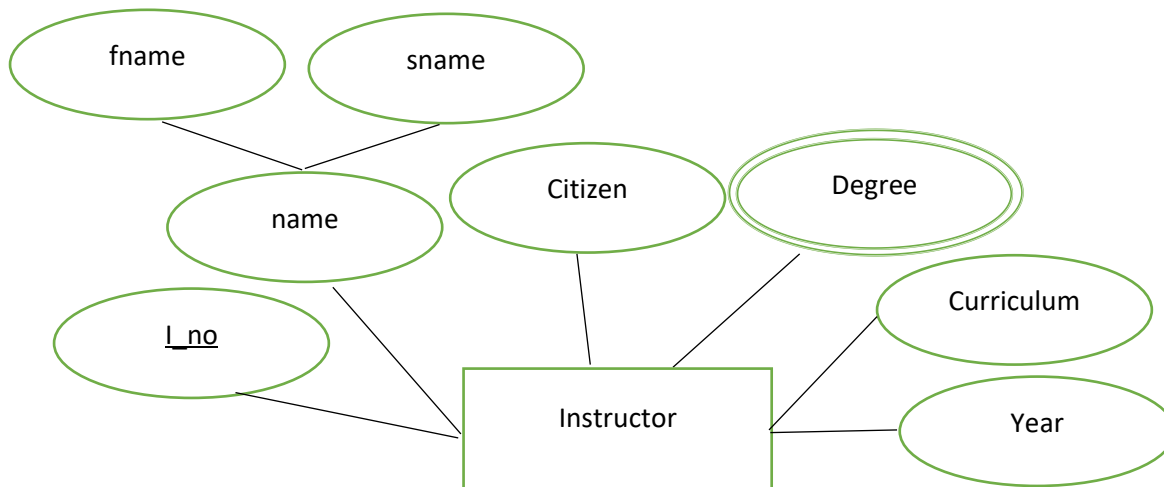 fname
sname
name
Citizen
Degree
I_no
Curriculum
Instructor
Year